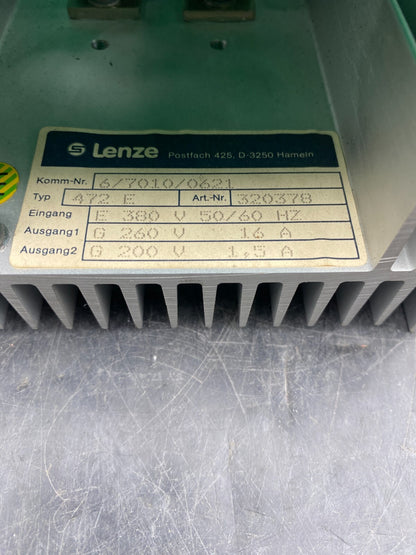 Lenze Postfach 425, D-3250 Hameln
Komm-Nr. 6/7010/0621
Typ 472 E Art.-Nr. 320378
Eingang E 380 V 50/60 HZ
Ausgang1 G 260 V 16 A
Ausgang2 G 200 V 1,5 A